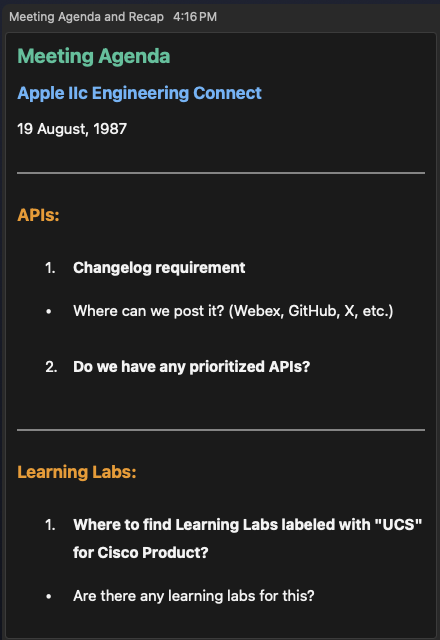 Meeting Agenda and Recap 4:16 PM
Meeting Agenda
Apple IIc Engineering Connect
19 August, 1987
APIs:
1. Changelog requirement
• Where can we post it? (Webex, GitHub, X, etc.)
2. Do we have any prioritized APIs?
Learning Labs:
1. Where to find Learning Labs labeled with "UCS"
for Cisco Product?
• Are there any learning labs for this?